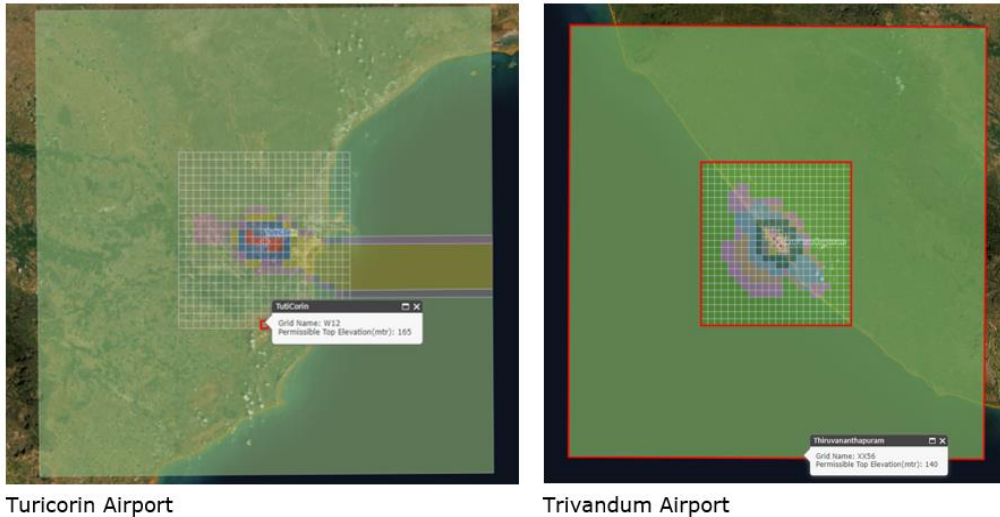 TutiCorin
Grid Name: W12
Permissible Top Elevation(mtr): 165
Thiruvananthapuram
Grid Name: XX56
Permissible Top Elevation(mtr): 140
Turicorin Airport
Trivandum Airport